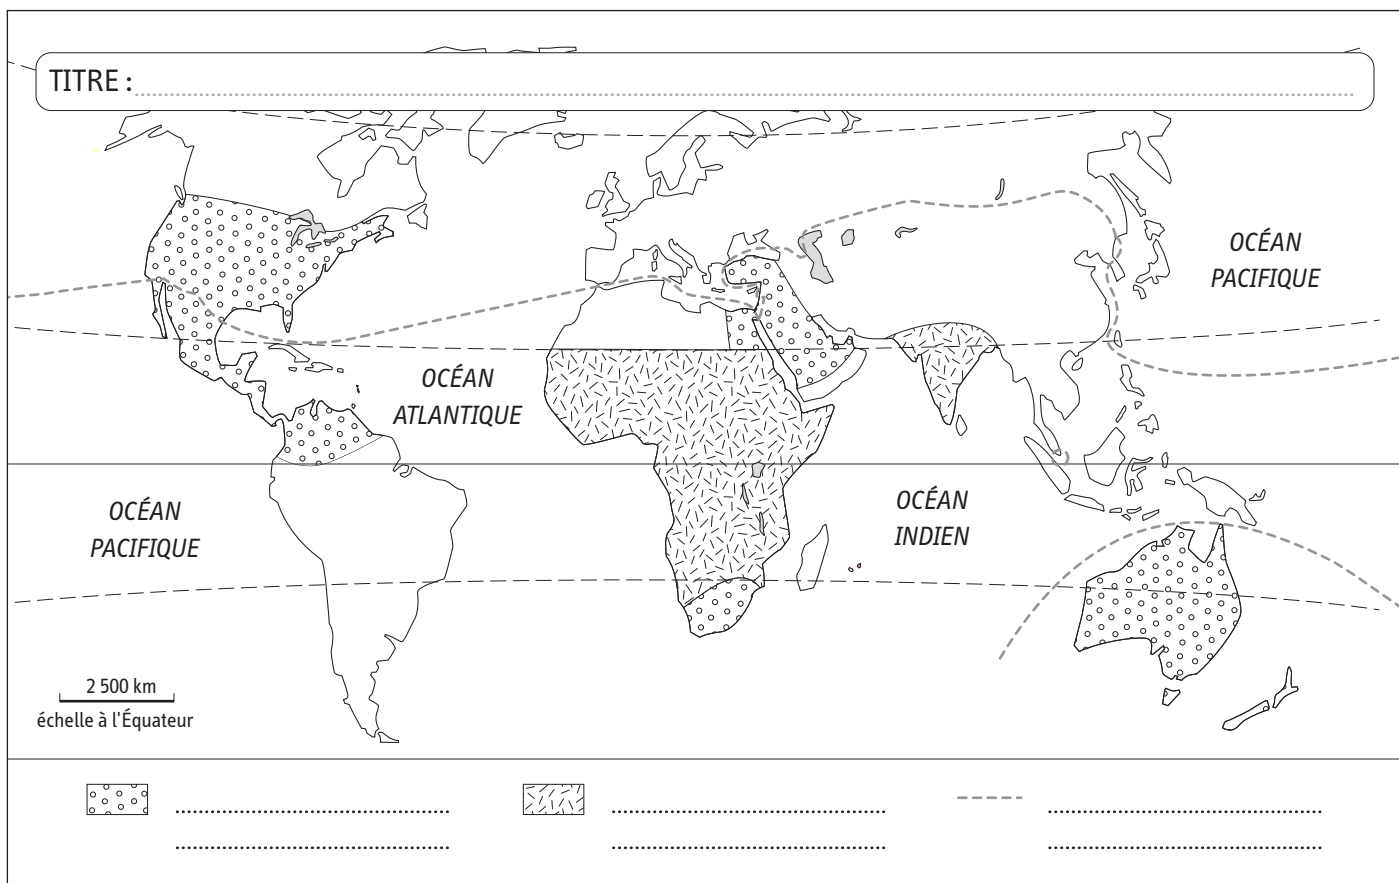 TITRE :
OCÉAN
PACIFIQUE
OCÉAN
ATLANTIQUE
OCÉAN
PACIFIQUE
OCÉAN
INDIEN
2 500 km
échelle à l'Équateur